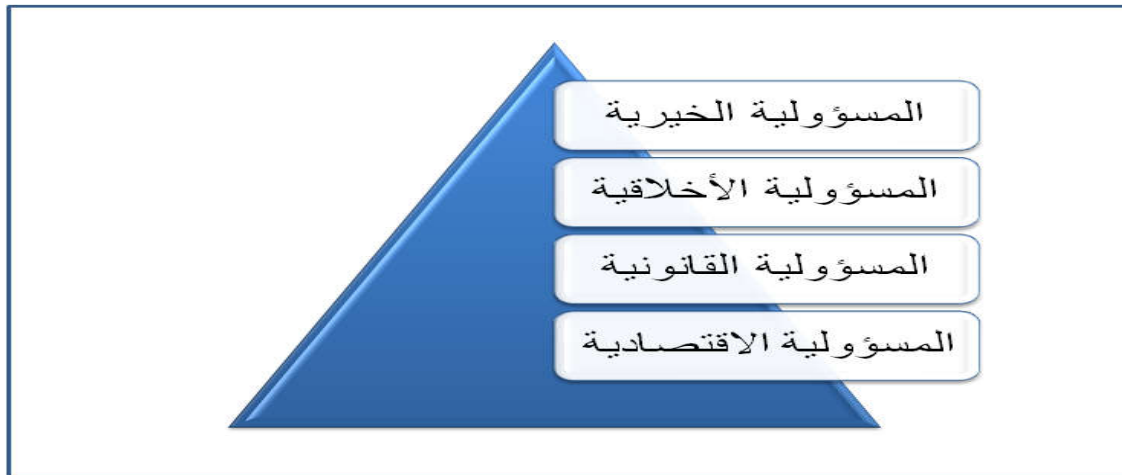 المسؤولية الخيرية
المسؤولية الأخلاقية
المسؤولية القانونية
المسؤولية الاقتصادية